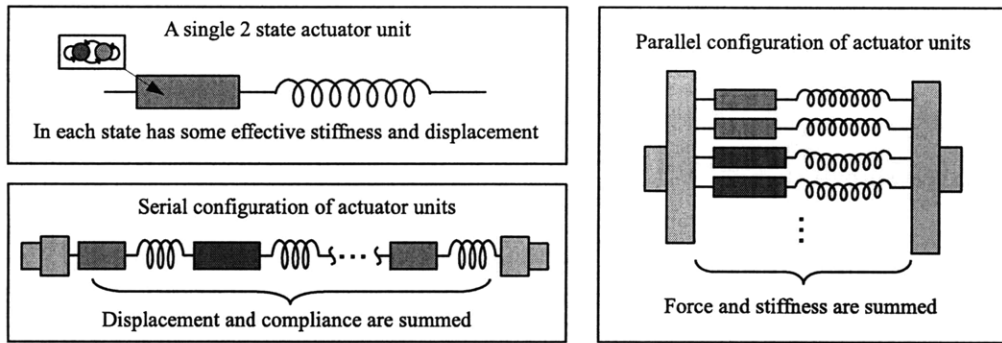 A single 2 state actuator unit
In each state has some effective stiffness and displacement
Serial configuration of actuator units
Displacement and compliance are summed
Parallel configuration of actuator units
Force and stiffness are summed